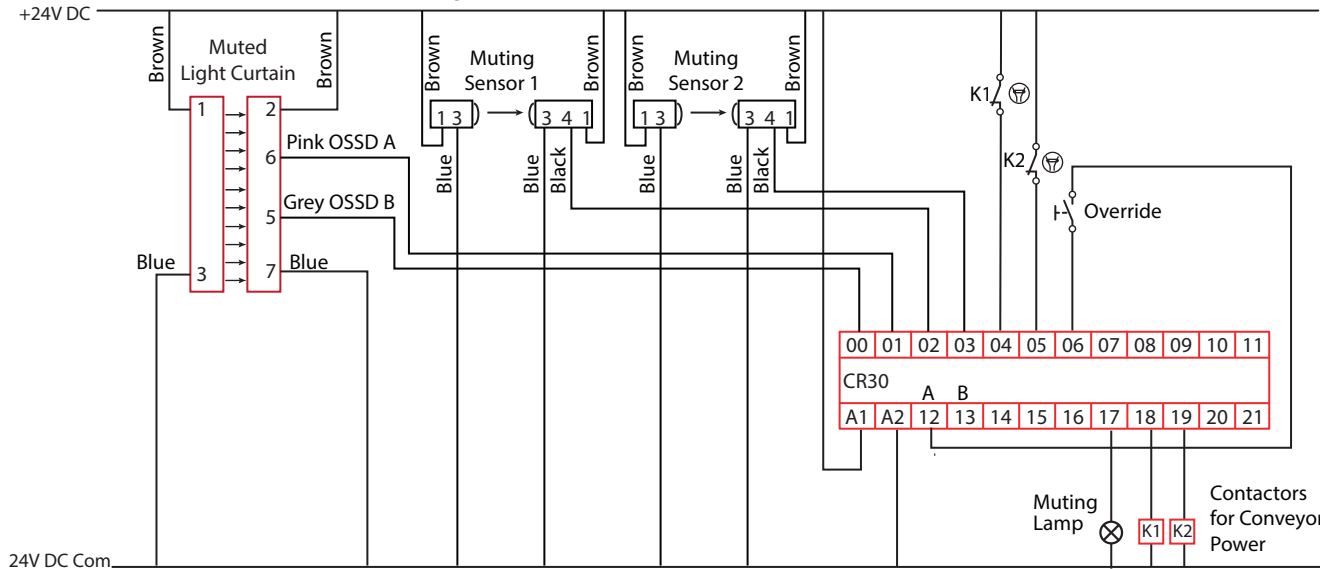 +24V DC
Brown
Muted
Light Curtain
Brown
1
2
Pink OSSD A
6
Grey OSSD B
5
Blue
3
7
Blue
Brown
Muting
Sensor 1
Brown
1 3
3 4 1
Blue
Blue
Black
Brown
Muting
Sensor 2
Brown
1 3
3 4 1
Blue
Blue
Black
K1
K2
Override
00 01 02 03 04 05 06 07 08 09 10 11
CR30
A B
A1 A2 12 13 14 15 16 17 18 19 20 21
Muting
Lamp
K1 K2
Contactors
for Conveyor
Power
24V DC Com